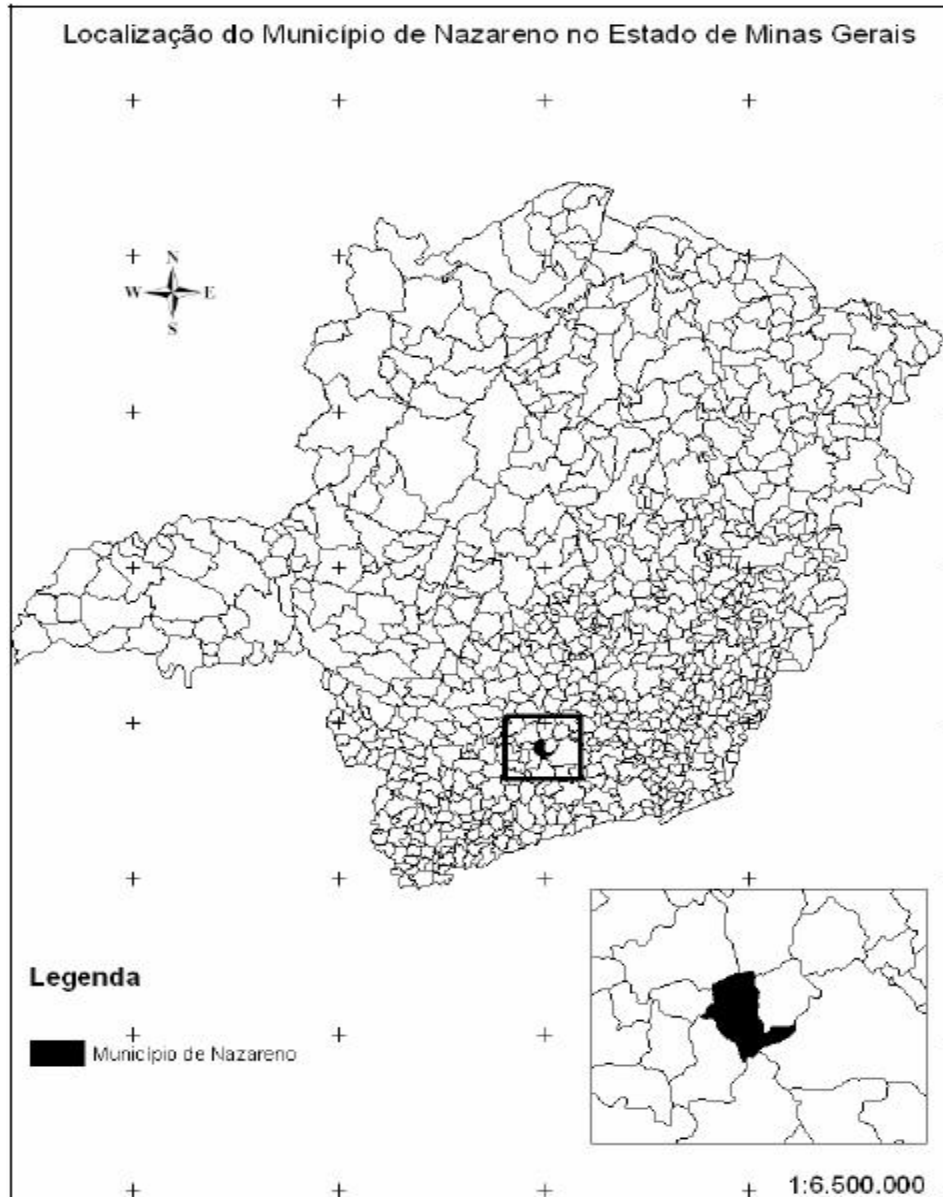 Localização do Município de Nazareno no Estado de Minas Gerais
N
W E
S
Legenda
Município de Nazareno
1:6.500.000